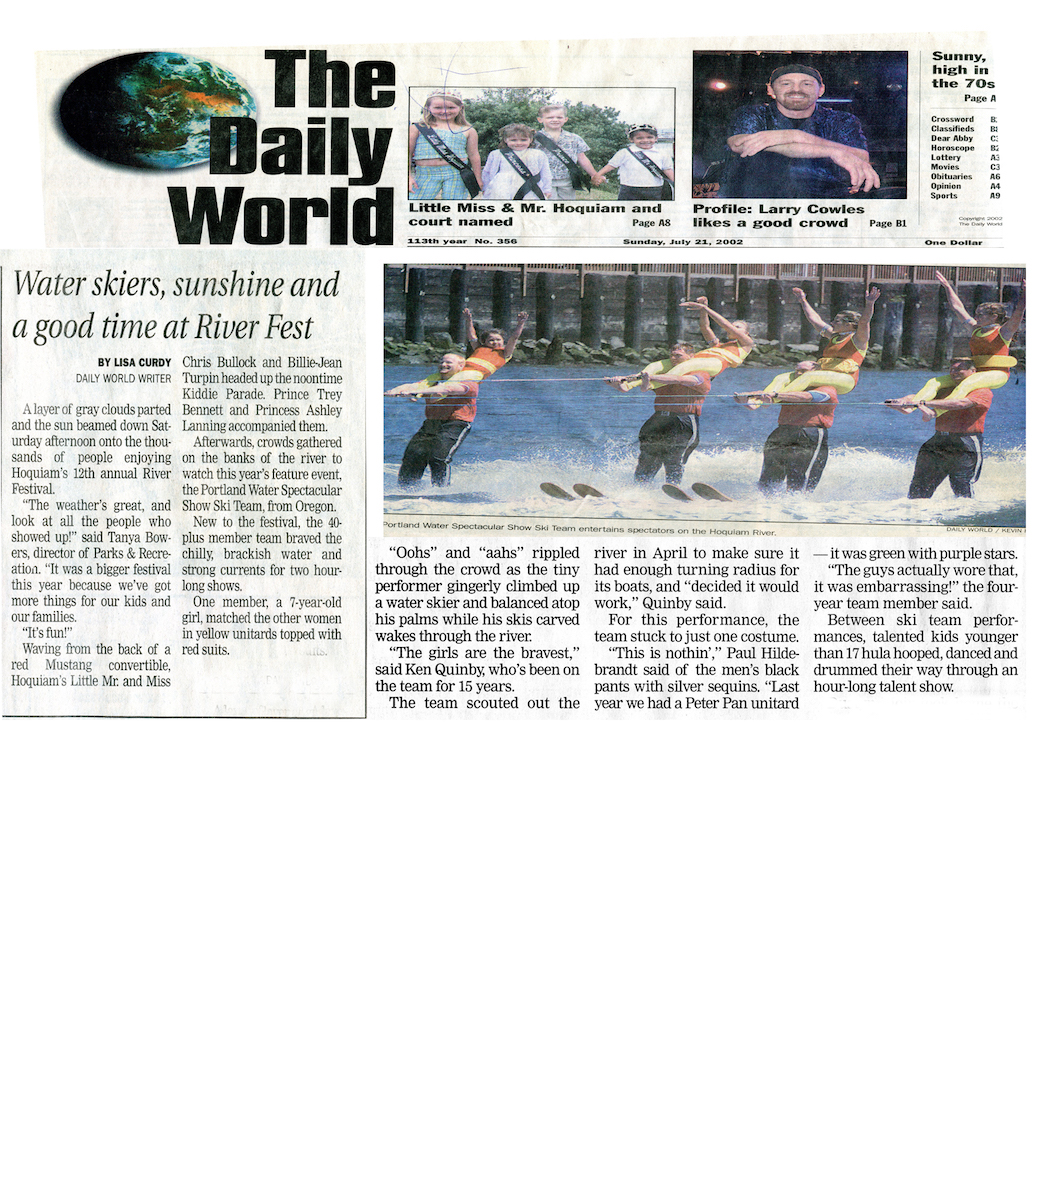 The
Daily
World
Little Miss & Mr. Hoquiam and
court named
Page A8
Profile: Larry Cowles
likes a good crowd
Page B1
Sunny,
high in
the 70s
Page A
Crossword
Classifieds
Dear Abby
Horoscope
Lottery A3
Movies C3
Obituaries A6
Opinion A4
Sports A9
Copyright 2002
The Daily World
113th year No. 356
Sunday, July 21, 2002
One Dollar
Water skiers, sunshine and
a good time at River Fest
BY LISA CURDY
DAILY WORLD WRITER
A layer of gray clouds parted
and the sun beamed down Sat-
urday afternoon onto the thou-
sands of people enjoying
Hoquiam's 12th annual River
Festival.
“The weather's great, and
look at all the people who
showed up!” said Tanya Bow-
ers, director of Parks & Recre-
ation. “It was a bigger festival
this year because we've got
more things for our kids and
our families.
“It's fun!”
Waving from the back of a
red Mustang convertible,
Hoquiam's Little Mr. and Miss
Chris Bullock and Billie-Jean
Turpin headed up the noontime
Kiddie Parade. Prince Trey
Bennett and Princess Ashley
Lanning accompanied them.
Afterwards, crowds gathered
on the banks of the river to
watch this year's feature event,
the Portland Water Spectacular
Show Ski Team, from Oregon.
New to the festival, the 40-
plus member team braved the
chilly, brackish water and
strong currents for two hour-
long shows.
One member, a 7-year-old
girl, matched the other women
in yellow unitards topped with
red suits.
Portland Water Spectacular Show Ski Team entertains spectators on the Hoquiam River.
DAILY WORLD / KEVIN
“Oohs” and “aahs” rippled
through the crowd as the tiny
performer gingerly climbed up
a water skier and balanced atop
his palms while his skis carved
wakes through the river.
“The girls are the bravest,”
said Ken Quinby, who's been on
the team for 15 years.
The team scouted out the
river in April to make sure it
had enough turning radius for
its boats, and “decided it would
work,” Quinby said.
For this performance, the
team stuck to just one costume.
“This is nothin',” Paul Hilde-
brandt said of the men's black
pants with silver sequins. “Last
year we had a Peter Pan unitard
— it was green with purple stars.
“The guys actually wore that,
it was embarrassing!” the four-
year team member said.
Between ski team perfor-
mances, talented kids younger
than 17 hula hooped, danced and
drummed their way through an
hour-long talent show.